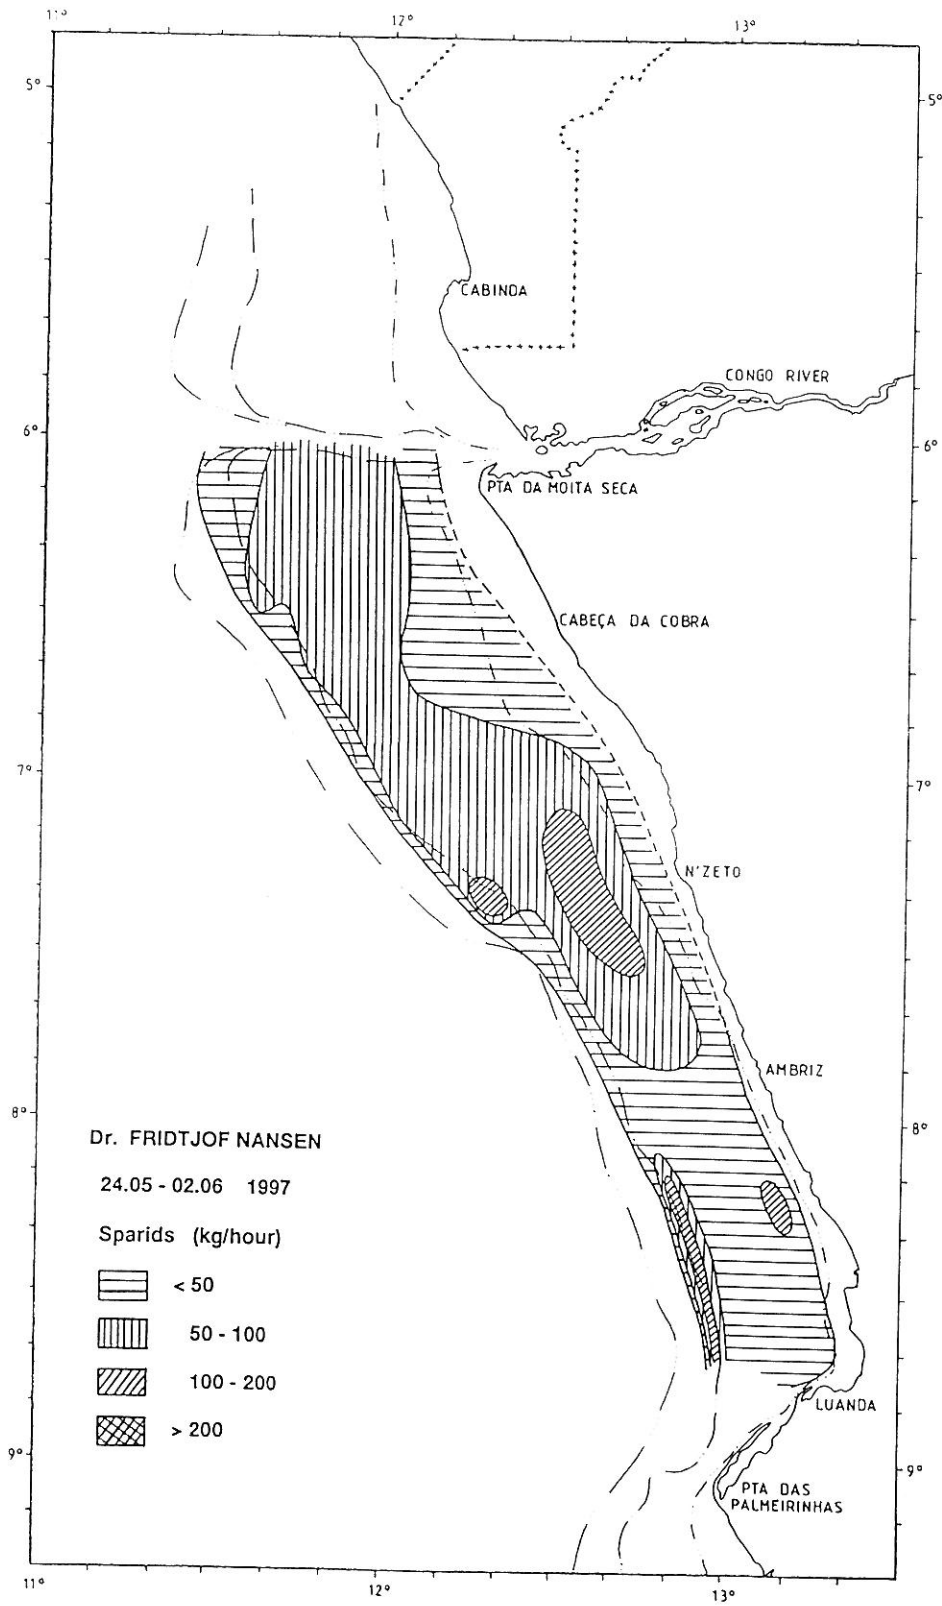 11° 12° 13°
5° 5°
CABINDA
CONGO RIVER
6° 6°
PTA DA MOITA SECA
CABEÇA DA COBRA
7° 7°
N'ZETO
AMBRIZ
8° 8°
Dr. FRIDTJOF NANSEN
24.05 - 02.06 1997
Sparids (kg/hour)
< 50
50 - 100
100 - 200
> 200
LUANDA
9° 9°
PTA DAS
PALMEIRINHAS
11° 12° 13°